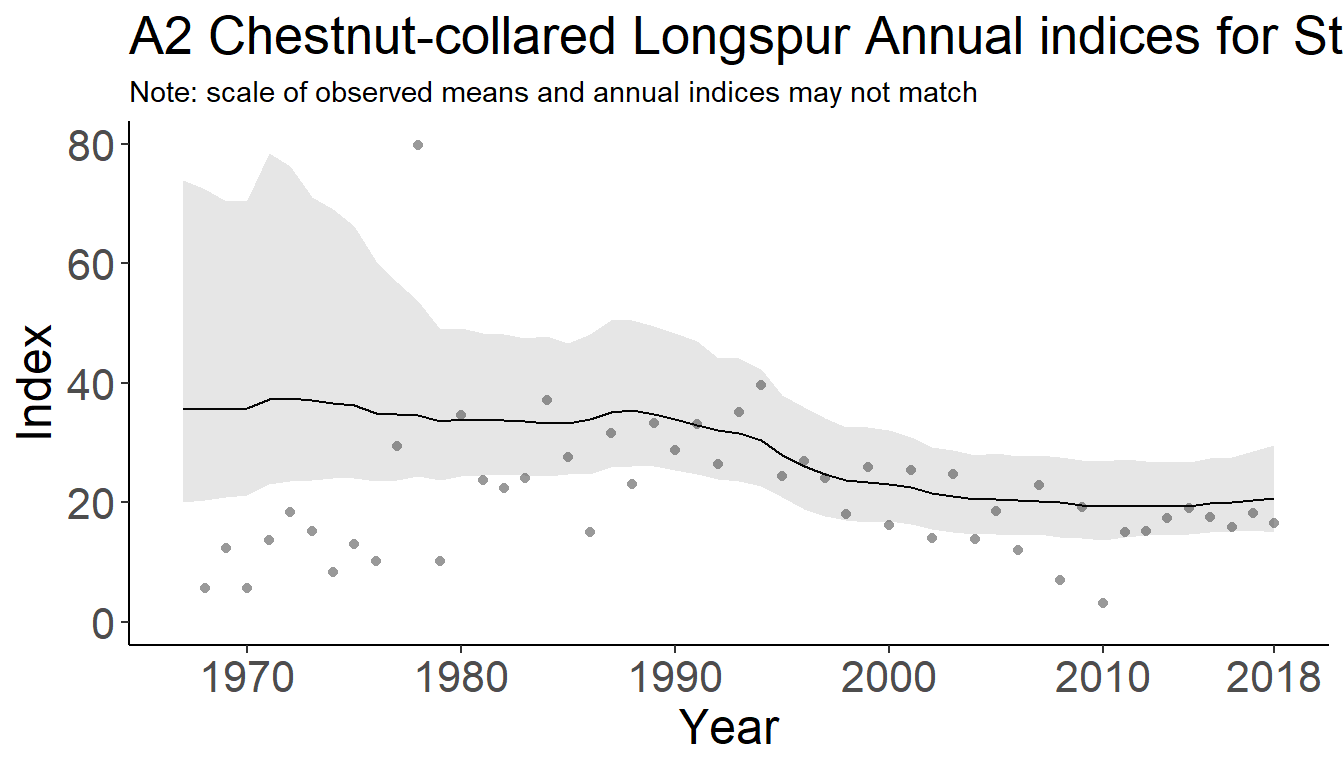 A2 Chestnut-collared Longspur Annual indices for St
Note: scale of observed means and annual indices may not match
80
60
40
20
0
Index
1970 1980 1990 2000 2010 2018
Year